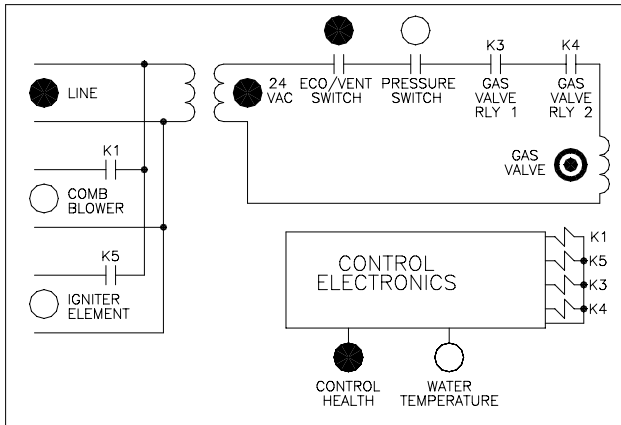 LINE
24
VAC
ECO/VENT
SWITCH
PRESSURE
SWITCH
K3
GAS
VALVE
RLY 1
K4
GAS
VALVE
RLY 2
K1
COMB
BLOWER
GAS
VALVE
K5
IGNITER
ELEMENT
CONTROL
ELECTRONICS
K1
K5
K3
K4
CONTROL
HEALTH
WATER
TEMPERATURE